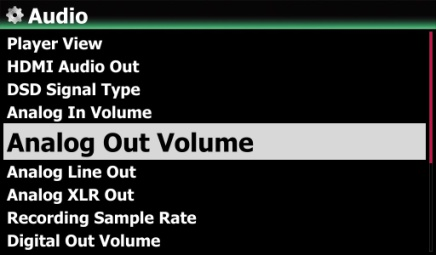 Audio
Player View
HDMI Audio Out
DSD Signal Type
Analog In Volume
Analog Out Volume
Analog Line Out
Analog XLR Out
Recording Sample Rate
Digital Out Volume